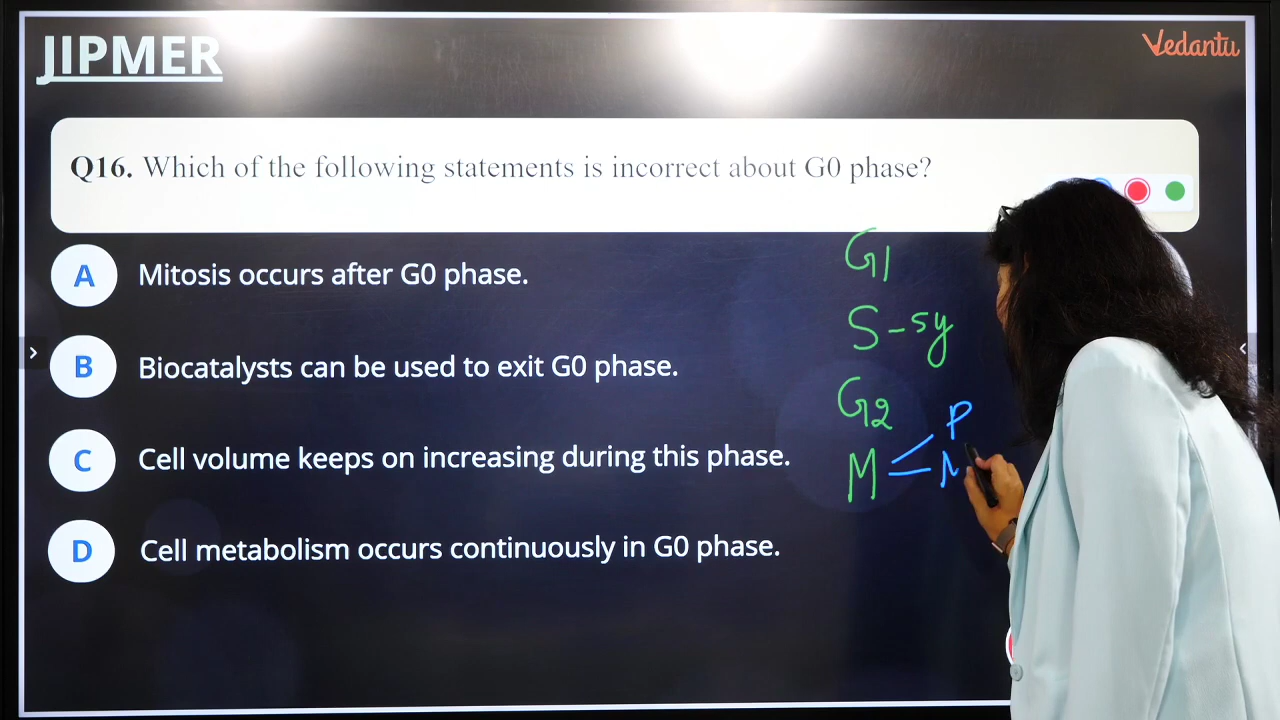 JIPMER
Vedantu
Q16. Which of the following statements is incorrect about G0 phase?
A Mitosis occurs after G0 phase.
B Biocatalysts can be used to exit G0 phase.
C Cell volume keeps on increasing during this phase.
D Cell metabolism occurs continuously in G0 phase.
G1
S - sy
G2
M
P